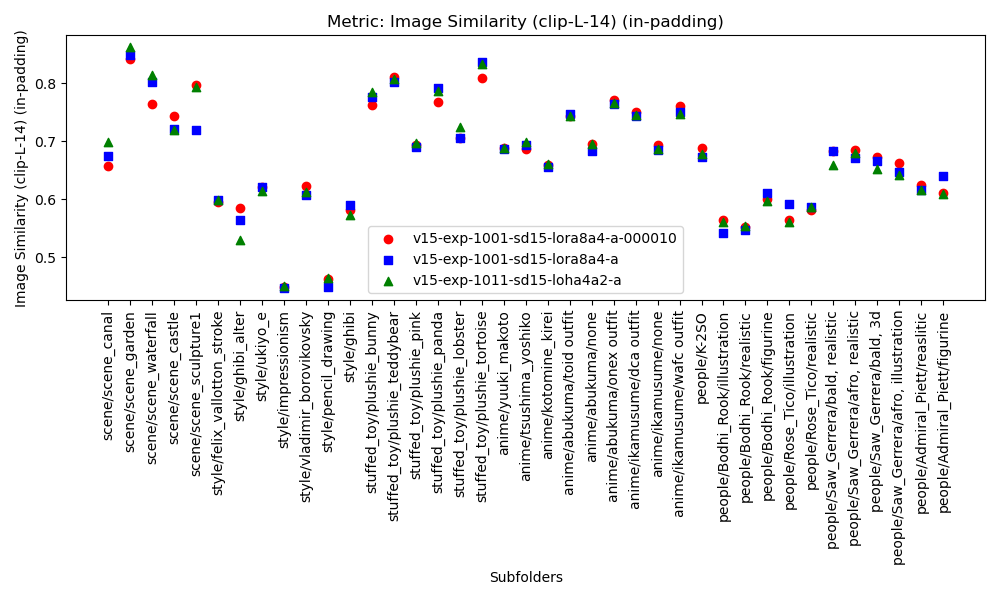 Metric: Image Similarity (clip-L-14) (in-padding)
Image Similarity (clip-L-14) (in-padding)
0.8
0.7
0.6
0.5
v15-exp-1001-sd15-lora8a4-a-000010
v15-exp-1001-sd15-lora8a4-a
v15-exp-1011-sd15-loha4a2-a
scene/scene_canal
scene/scene_garden
scene/scene_waterfall
scene/scene_castle
scene/scene_sculpture1
style/felix_vallotton_stroke
style/ghibi_alter
style/ukiyo_e
style/impressionism
style/vladimir_borovikovsky
style/pencil_drawing
style/ghibi
stuffed_toy/plushie_bunny
stuffed_toy/plushie_teddybear
stuffed_toy/plushie_pink
stuffed_toy/plushie_panda
stuffed_toy/plushie_lobster
stuffed_toy/plushie_tortoise
anime/yuuki_makoto
anime/tsushima_yoshiko
anime/kotomine_kirei
anime/abukuma/toid outfit
anime/abukuma/none
anime/abukuma/onex outfit
anime/ikamusume/dca outfit
anime/ikamusume/none
anime/ikamusume/wafc outfit
people/K-2SO
people/Bodhi_Rook/illustration
people/Bodhi_Rook/realistic
people/Bodhi_Rook/figurine
people/Rose_Tico/illustration
people/Rose_Tico/realistic
people/Saw_Gerrera/bald, realistic
people/Saw_Gerrera/afro, realistic
people/Saw_Gerrera/bald, 3d
people/Saw_Gerrera/afro, illustration
people/Admiral_Piett/reaslitic
people/Admiral_Piett/figurine
Subfolders